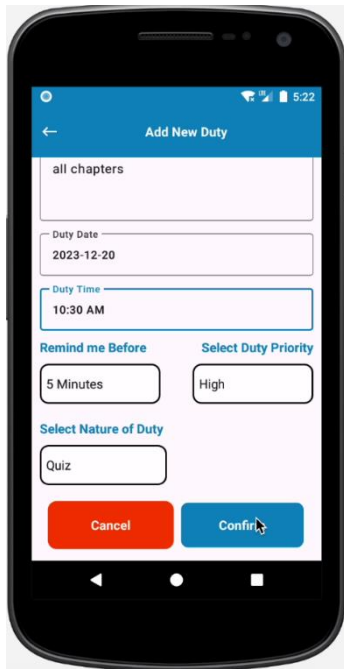 5:22
Add New Duty
all chapters
Duty Date
2023-12-20
Duty Time
10:30 AM
Remind me Before
Select Duty Priority
5 Minutes
High
Select Nature of Duty
Quiz
Cancel
Confirm